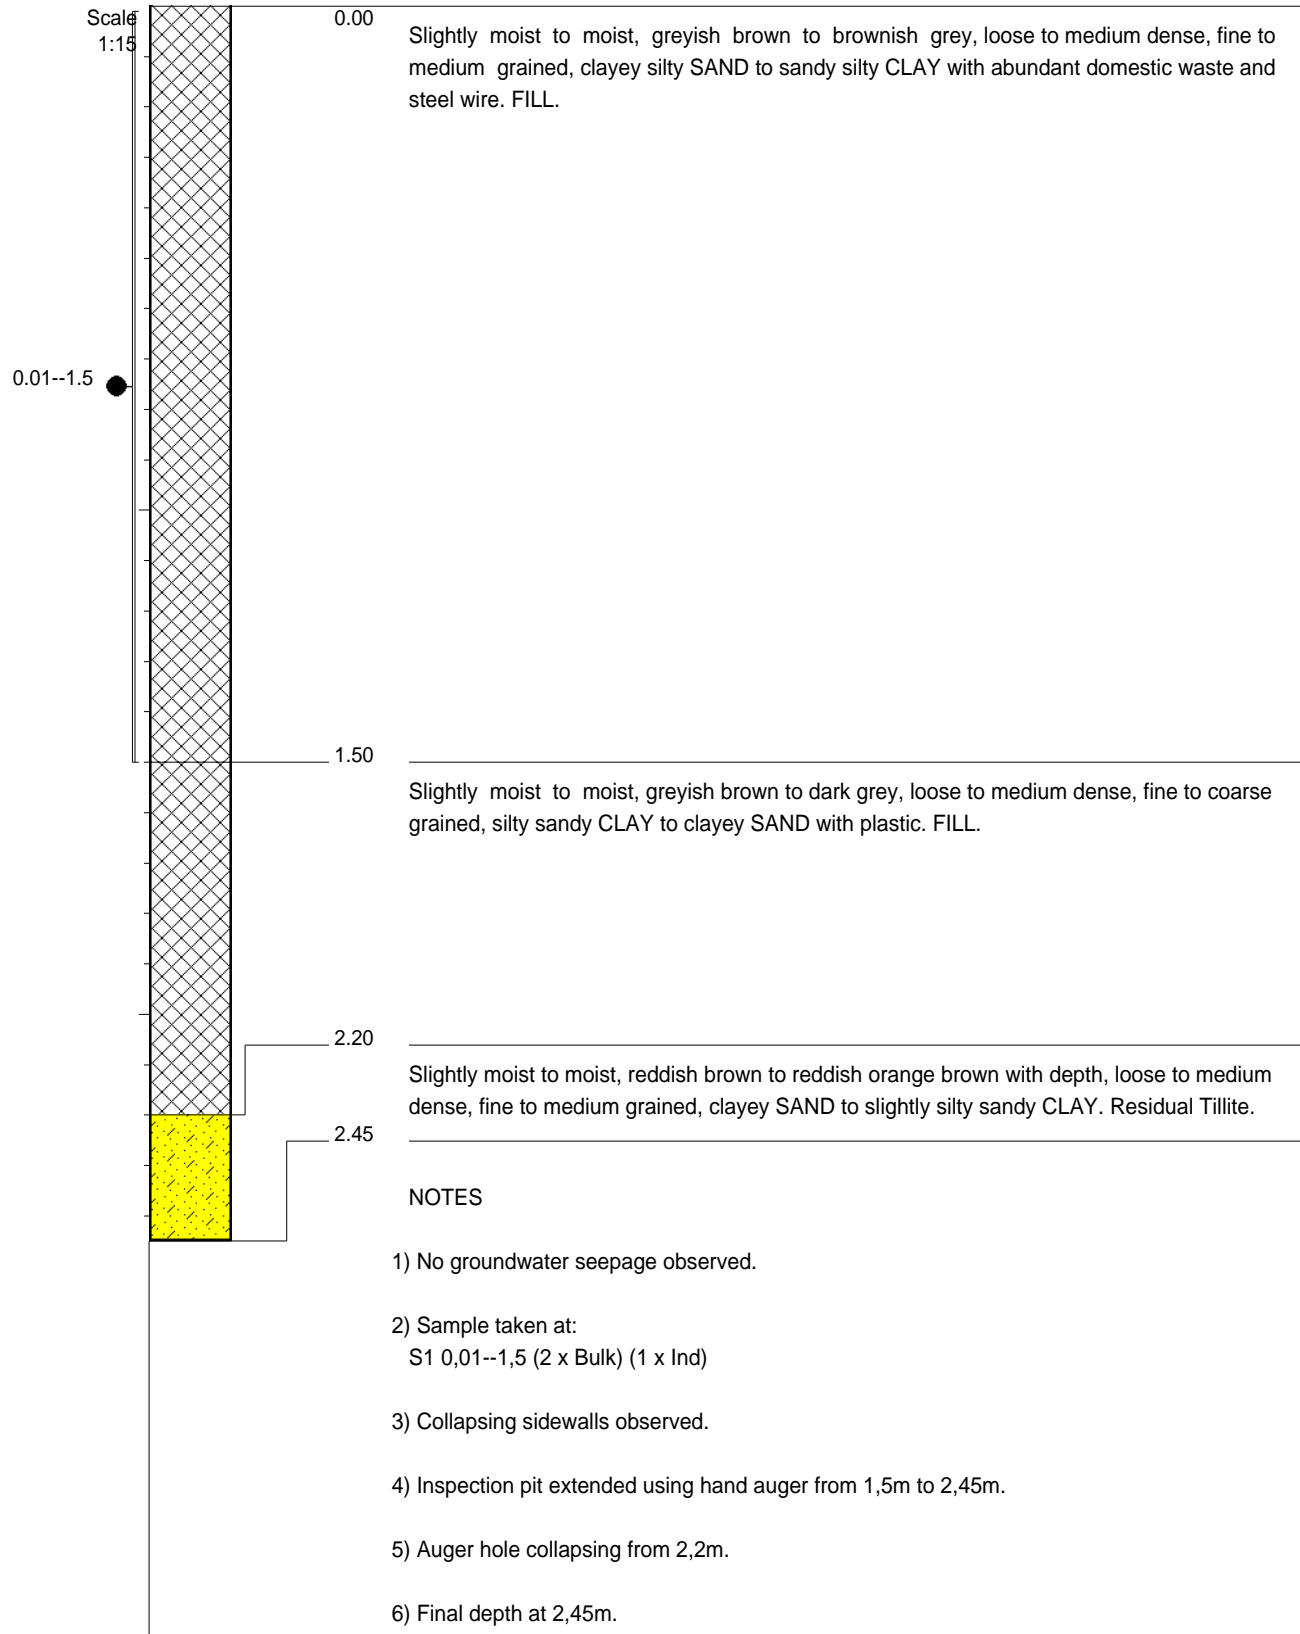 Scale
1:15
0.00
Slightly moist to moist, greyish brown to brownish grey, loose to medium dense, fine to
medium grained, clayey silty SAND to sandy silty CLAY with abundant domestic waste and
steel wire. FILL.
0.01--1.5
1.50
Slightly moist to moist, greyish brown to dark grey, loose to medium dense, fine to coarse
grained, silty sandy CLAY to clayey SAND with plastic. FILL.
2.20
Slightly moist to moist, reddish brown to reddish orange brown with depth, loose to medium
dense, fine to medium grained, clayey SAND to slightly silty sandy CLAY. Residual Tillite.
2.45
NOTES
1) No groundwater seepage observed.
2) Sample taken at:
S1 0,01--1,5 (2 x Bulk) (1 x Ind)
3) Collapsing sidewalls observed.
4) Inspection pit extended using hand auger from 1,5m to 2,45m.
5) Auger hole collapsing from 2,2m.
6) Final depth at 2,45m.